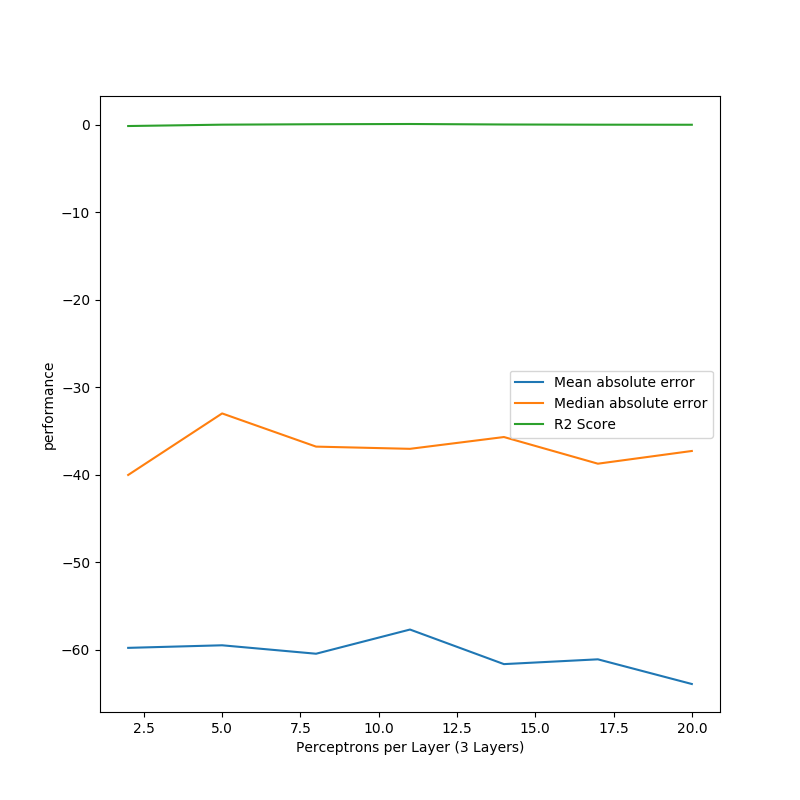 0
−10
−20
−30
−40
−50
−60
performance
Mean absolute error
Median absolute error
R2 Score
2.5 5.0 7.5 10.0 12.5 15.0 17.5 20.0
Perceptrons per Layer (3 Layers)